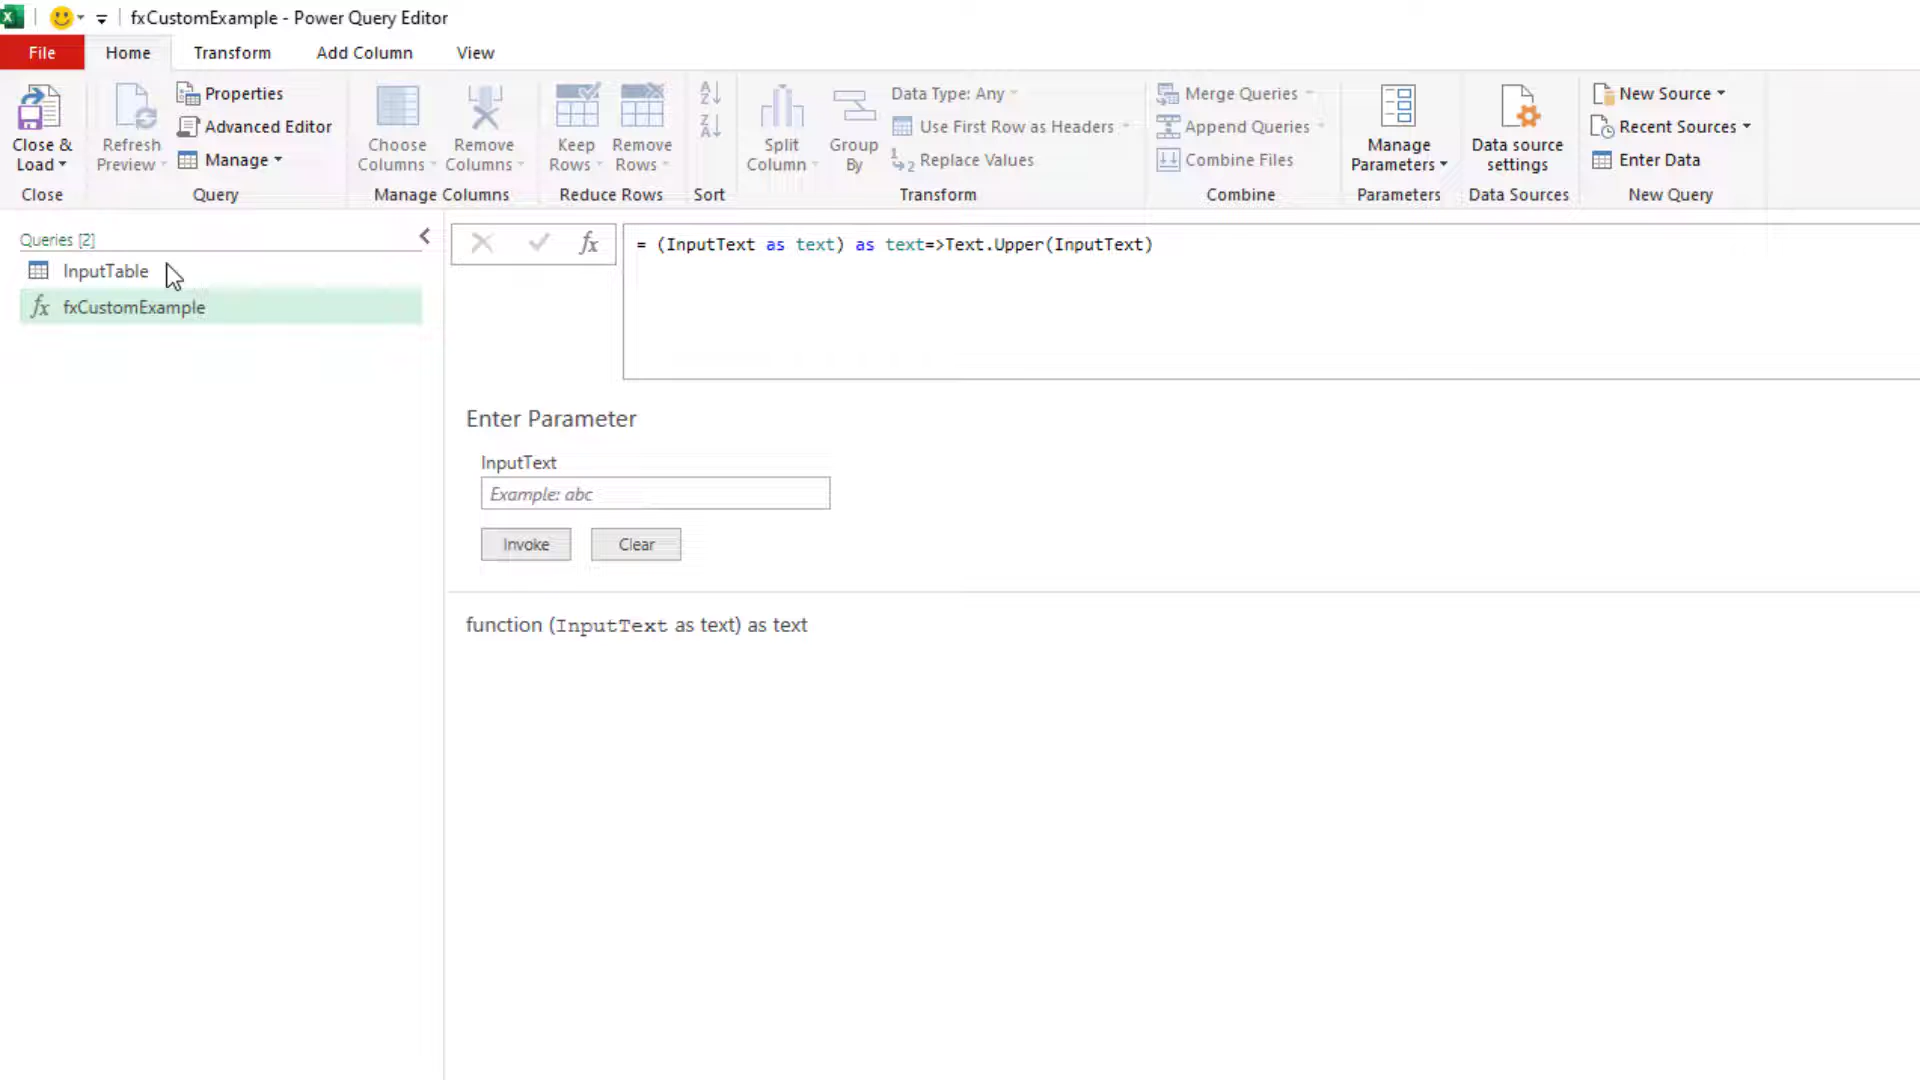 fxCustomExample - Power Query Editor
File Home Transform Add Column View
Close & Load
Refresh Preview
Properties
Advanced Editor
Manage
Choose Columns
Remove Columns
Keep Rows
Remove Rows
Split Column
Group By
Data Type: Any
Use First Row as Headers
Replace Values
Merge Queries
Append Queries
Combine Files
Manage Parameters
Data source settings
New Source
Recent Sources
Enter Data
Close Query Manage Columns Reduce Rows Sort Transform Combine Parameters Data Sources New Query
Queries [2]
InputTable
fxCustomExample
fx
= (InputText as text) as text=>Text.Upper(InputText)
Enter Parameter
InputText
Example: abc
Invoke Clear
function (InputText as text) as text